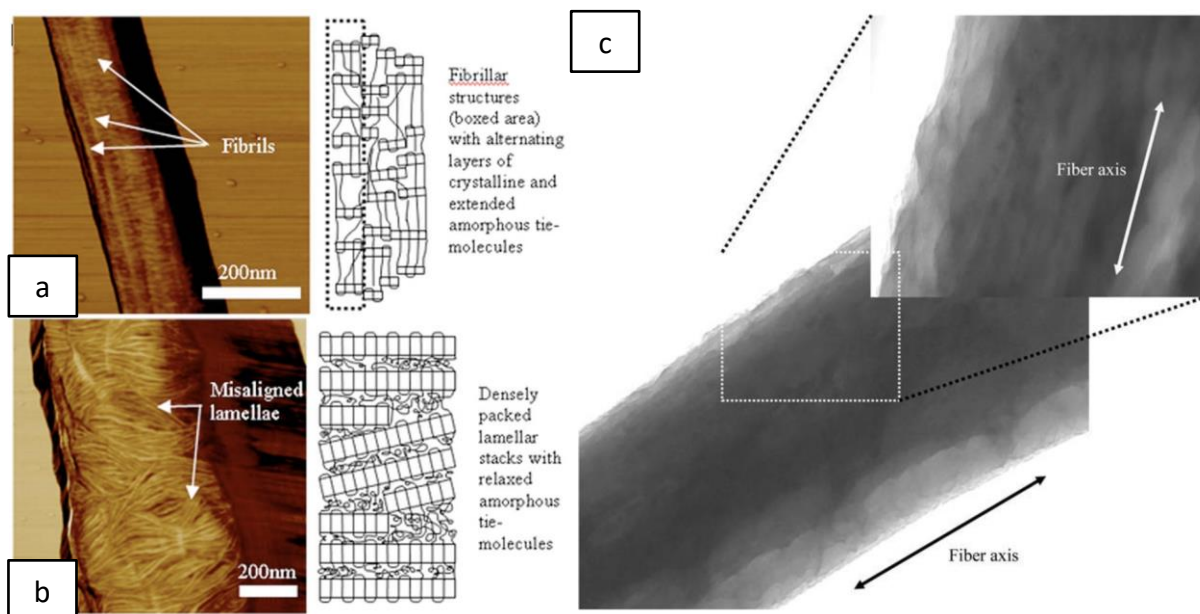 Fibrils
200nm
a
Fibrillar
structures
(boxed area)
with alternating
layers of
crystalline and
extended
amorphous tie-
molecules
Misaligned
lamellae
200nm
b
Densely
packed lamellar
stacks with
relaxed
amorphous
tie-
molecules
c
Fiber axis
Fiber axis